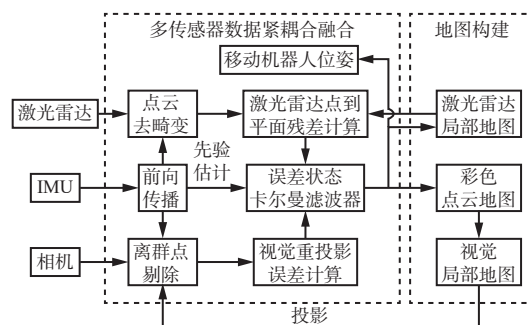 多传感器数据紧耦合融合
地图构建
移动机器人位姿
激光雷达
点云
去畸变
激光雷达点到
平面残差计算
激光雷达
局部地图
先验
估计
IMU
前向
传播
误差状态
卡尔曼滤波器
彩色
点云地图
相机
离群点
剔除
视觉重投影
误差计算
视觉
局部地图
投影